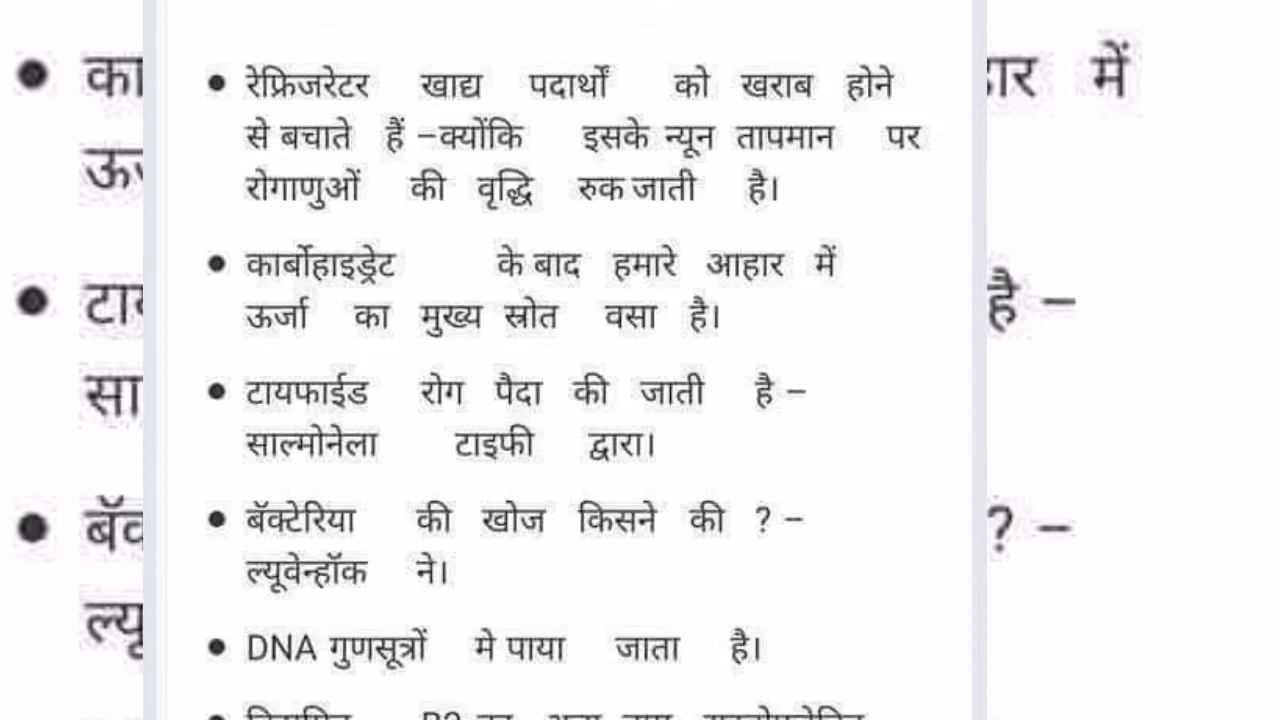 • रेफ्रिजरेटर खाद्य पदार्थों को खराब होने
से बचाते हैं –क्योंकि इसके न्यून तापमान पर
रोगाणुओं की वृद्धि रुक जाती है।
• कार्बोहाइड्रेट के बाद हमारे आहार में
ऊर्जा का मुख्य स्रोत वसा है।
• टायफाईड रोग पैदा की जाती है –
साल्मोनेला टाइफी द्वारा।
• बॅक्टेरिया की खोज किसने की ? –
ल्यूवेन्हॉक ने।
• DNA गुणसूत्रों मे पाया जाता है।